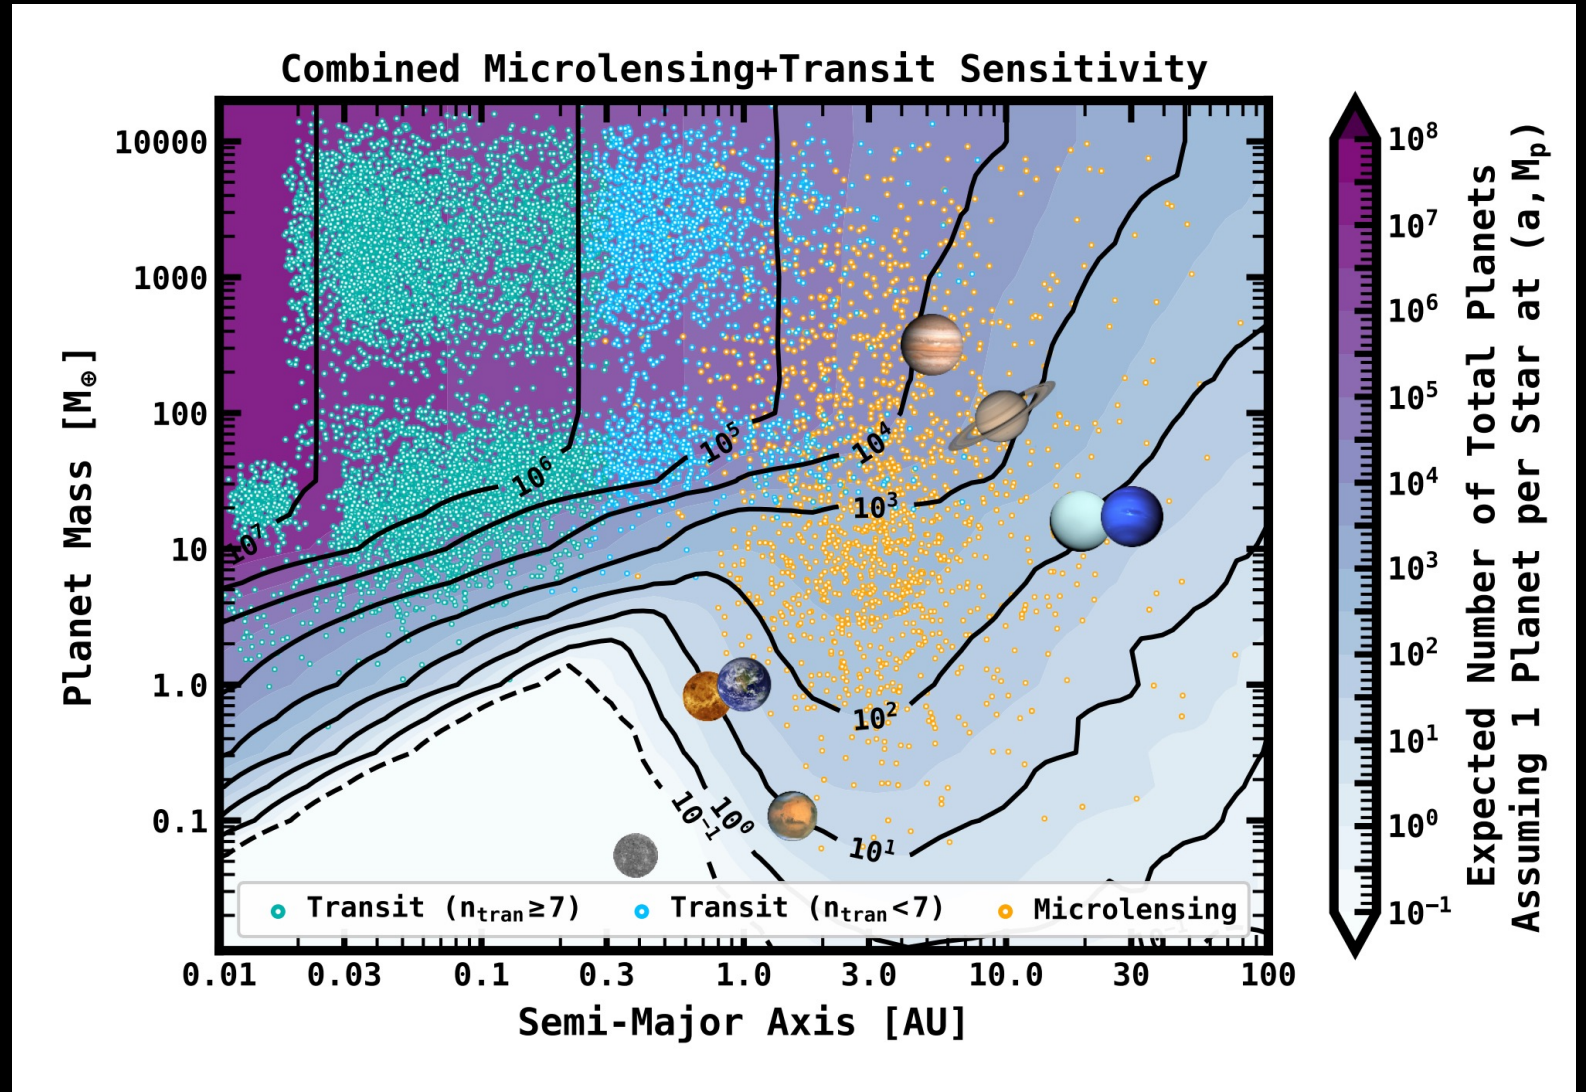 Combined Microlensing+Transit Sensitivity
Planet Mass [M⊕]
10000
1000
100
10
1.0
0.1
10⁷
10⁶
10⁵
10⁴
10³
10²
10¹
10⁰
10⁻¹
Transit (nₜᵣₐₙ≥7)
Transit (nₜᵣₐₙ<7)
Microlensing
0.01 0.03 0.1 0.3 1.0 3.0 10.0 30 100
Semi-Major Axis [AU]
10⁸
10⁷
10⁶
10⁵
10⁴
10³
10²
10¹
10⁰
10⁻¹
Expected Number of Total Planets
Assuming 1 Planet per Star at (a,Mₚ)